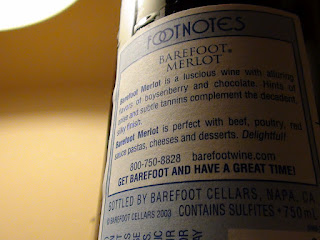 FOOTNOTES
BAREFOOT®
MERLOT
Barefoot Merlot is a luscious wine with alluring
flavors of boysenberry and chocolate. Hints of
spice and subtle tannins complement the decadent,
silky finish.
Barefoot Merlot is perfect with beef, poultry, red
sauce pastas, cheeses and desserts. Delightful!
800-750-8828 barefootwine.com
GET BAREFOOT AND HAVE A GREAT TIME!
BOTTLED BY BAREFOOT CELLARS, NAPA, CA
© BAREFOOT CELLARS 2003 CONTAINS SULFITES • 750ML